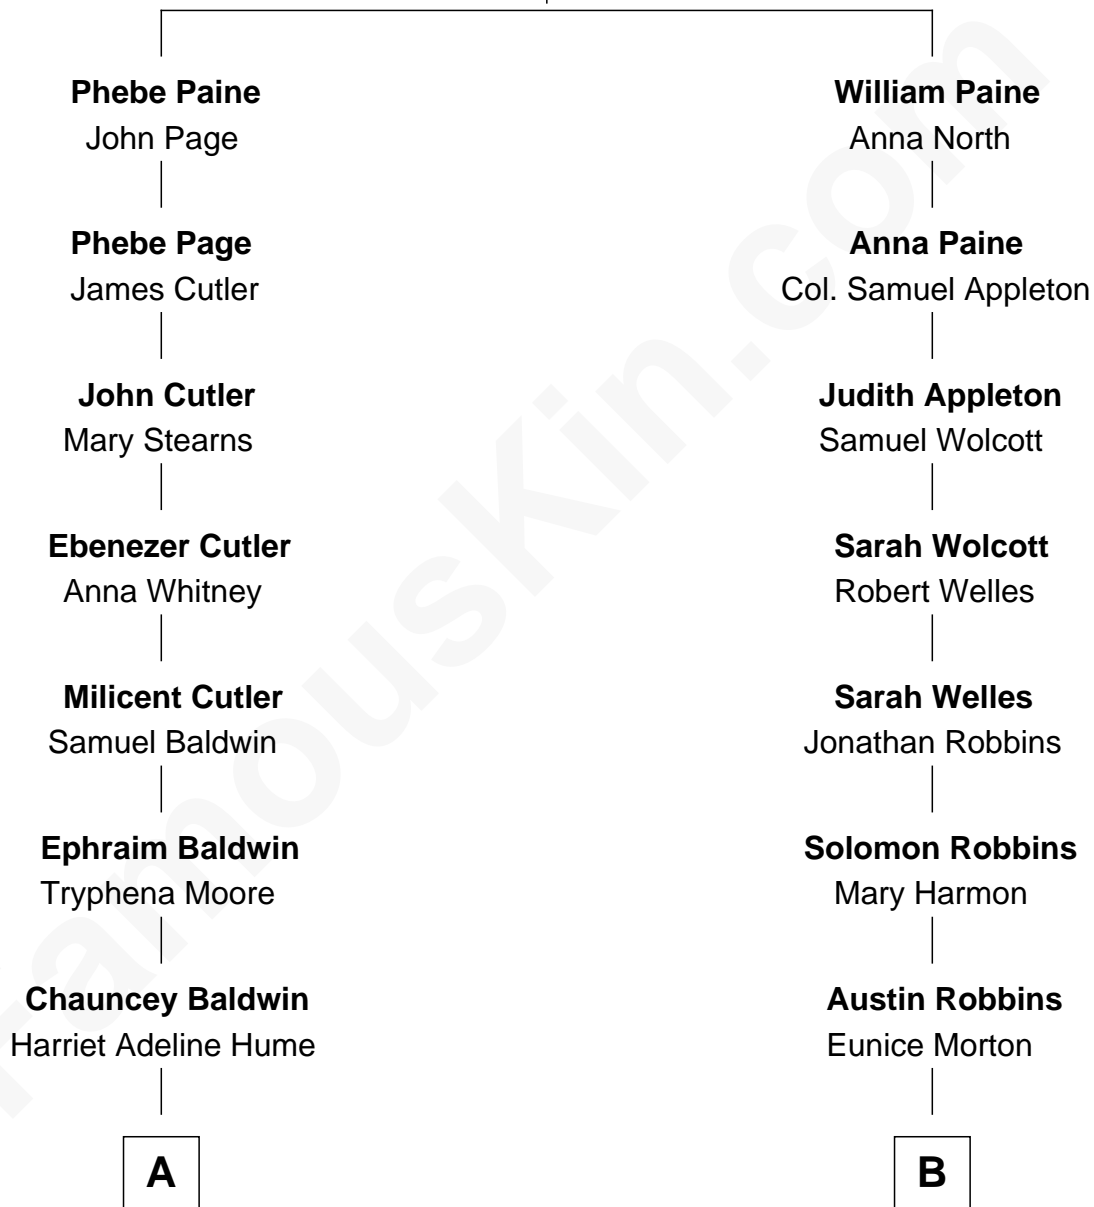 Phebe Paine
John Page
Phebe Page
James Cutler
John Cutler
Mary Stearns
Ebenezer Cutler
Anna Whitney
Milicent Cutler
Samuel Baldwin
Ephraim Baldwin
Tryphena Moore
Chauncey Baldwin
Harriet Adeline Hume
A
William Paine
Anna North
Anna Paine
Col. Samuel Appleton
Judith Appleton
Samuel Wolcott
Sarah Wolcott
Robert Welles
Sarah Welles
Jonathan Robbins
Solomon Robbins
Mary Harmon
Austin Robbins
Eunice Morton
B
FamousKin.com